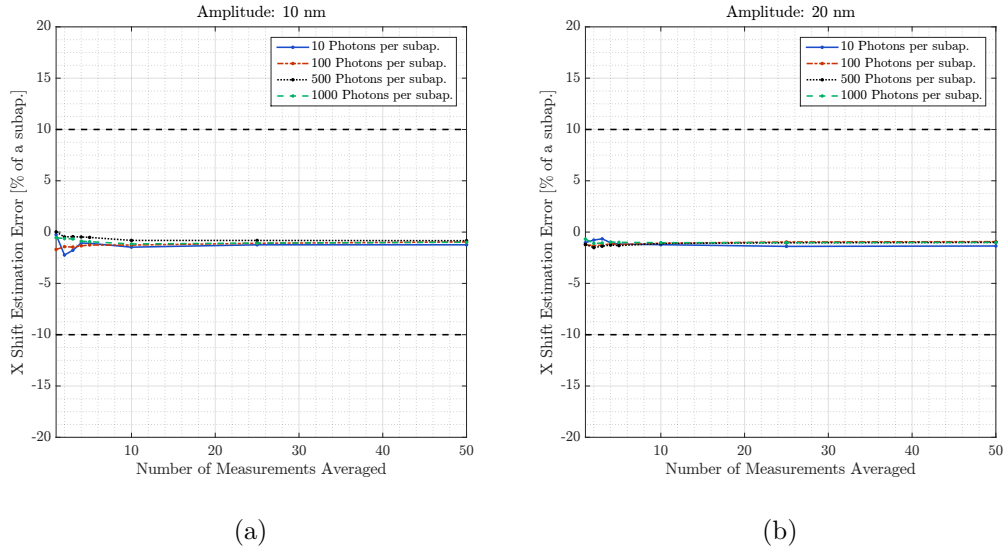 Amplitude: 10 nm
20
15
10
5
0
-5
-10
-15
-20
X Shift Estimation Error [% of a subap.]
10 Photons per subap.
100 Photons per subap.
500 Photons per subap.
1000 Photons per subap.
10
20
30
40
50
Number of Measurements Averaged
(a)
Amplitude: 20 nm
20
15
10
5
0
-5
-10
-15
-20
X Shift Estimation Error [% of a subap.]
10 Photons per subap.
100 Photons per subap.
500 Photons per subap.
1000 Photons per subap.
10
20
30
40
50
Number of Measurements Averaged
(b)